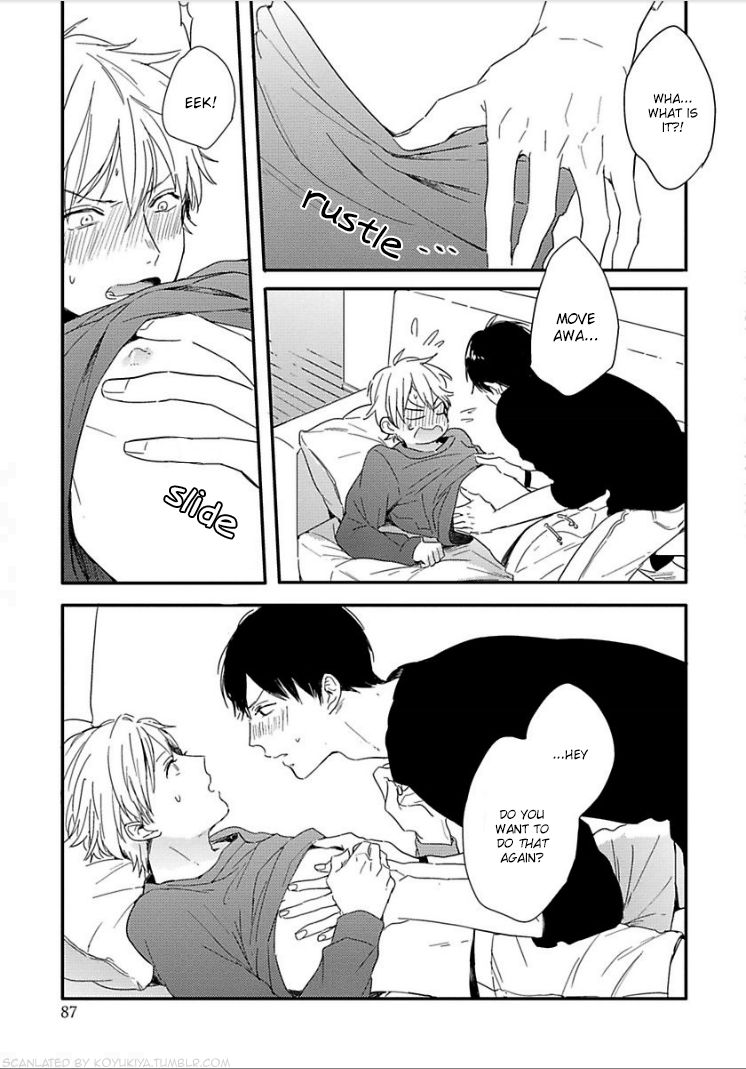 WHA...
WHAT IS
IT?!
rustle ...
EEK!
slide
MOVE
AWA...
...HEY
DO YOU
WANT TO
DO THAT
AGAIN?
87
SCANLATED BY KOYUKIYA.TUMBLR.COM